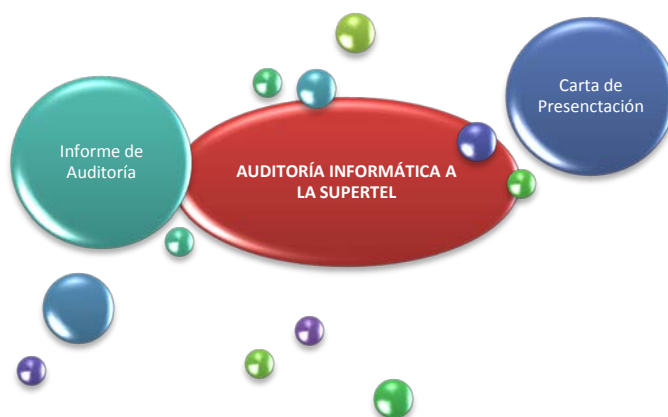 Informe de
Auditoría
AUDITORÍA INFORMÁTICA A
LA SUPERTEL
Carta de
Presenctación